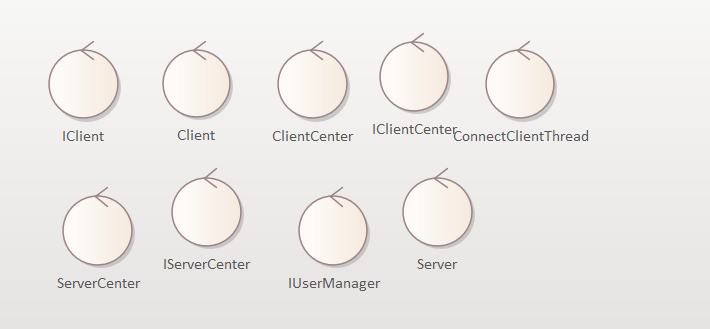 IClient
Client
ClientCenter
IClientCenter
ConnectClientThread
ServerCenter
IServerCenter
IUserManager
Server